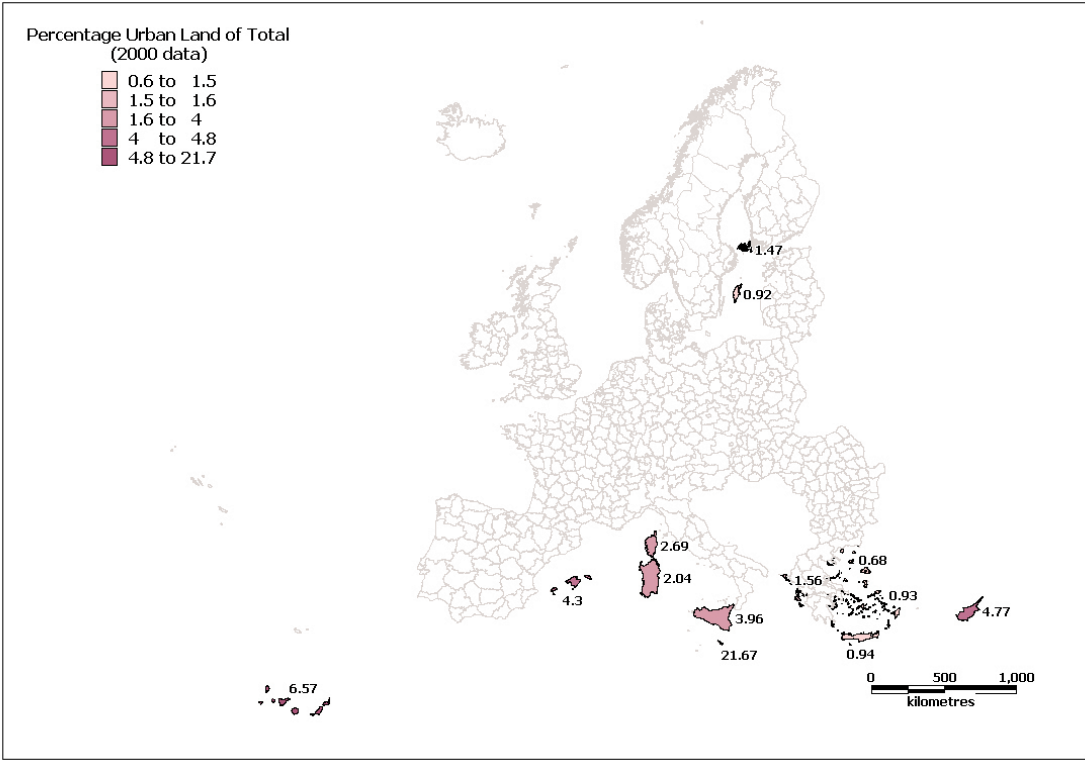 Percentage Urban Land of Total
(2000 data)
0.6 to 1.5
1.5 to 1.6
1.6 to 4
4 to 4.8
4.8 to 21.7
1.47
0.92
2.69
0.68
1.56
2.04
0.93
4.3
3.96
4.77
21.67
0.94
6.57
0 500 1,000
kilometres